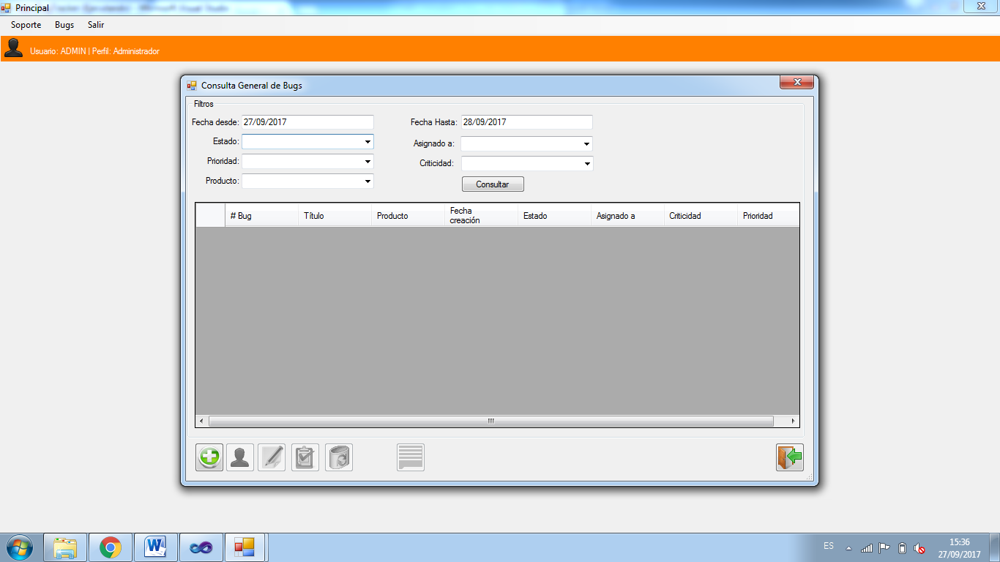 Principal
Soporte Bugs Salir
Usuario: ADMIN | Perfil: Administrador
Consulta General de Bugs
Filtros
Fecha desde: 27/09/2017 Fecha Hasta: 28/09/2017
Estado: Asignado a:
Prioridad: Criticidad:
Producto: Consultar
# Bug Título Producto Fecha creación Estado Asignado a Criticidad Prioridad
ES 15:36
27/09/2017